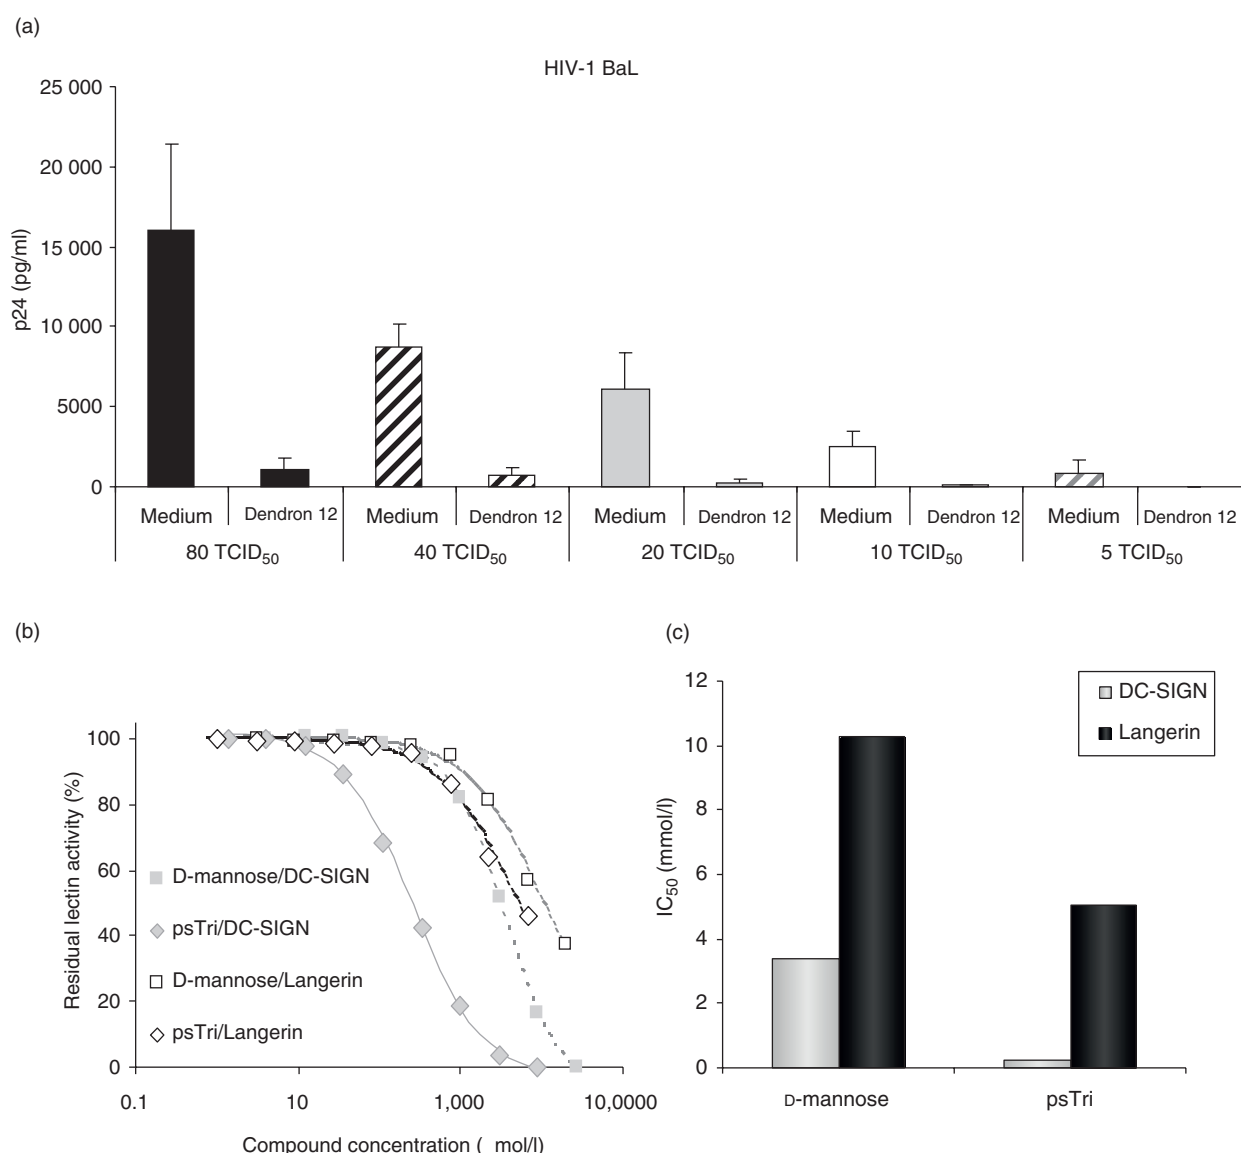 (a)
HIV-1 BaL
p24 (pg/ml)
25 000
20 000
15 000
10 000
5000
0
Medium Dendron 12 Medium Dendron 12 Medium Dendron 12 Medium Dendron 12 Medium Dendron 12
80 TCID50 40 TCID50 20 TCID50 10 TCID50 5 TCID50
(b)
Residual lectin activity (%)
100
80
60
40
20
0
D-mannose/DC-SIGN
psTri/DC-SIGN
D-mannose/Langerin
psTri/Langerin
0.1 10 1,000 10,0000
Compound concentration ( mol/l)
(c)
IC50 (mmol/l)
12
10
8
6
4
2
0
DC-SIGN
Langerin
D-mannose psTri